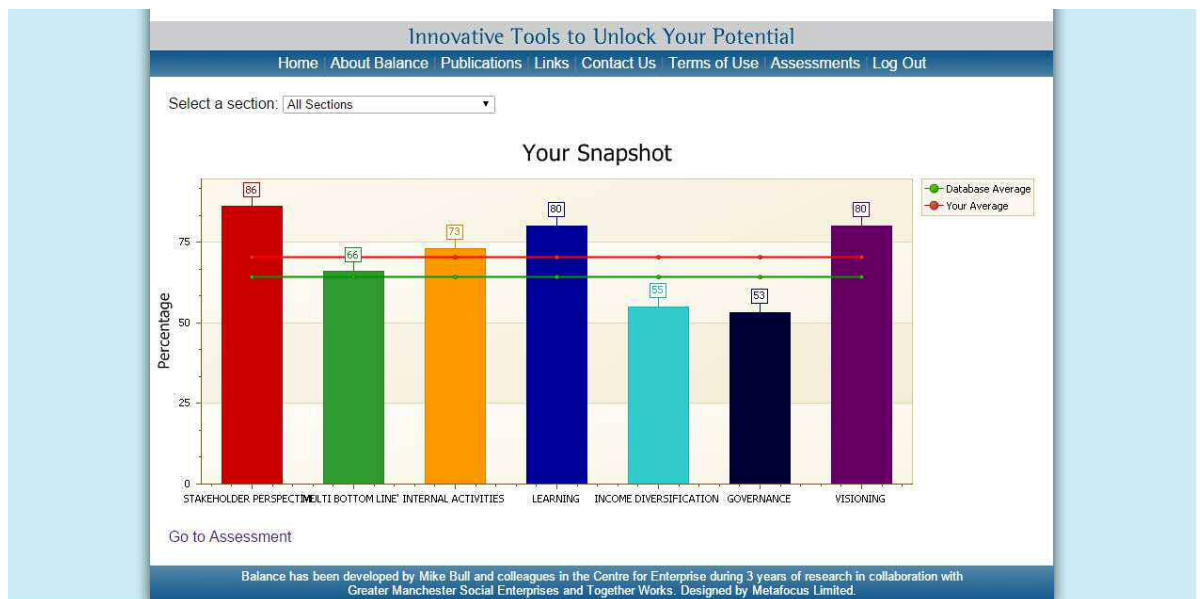 Innovative Tools to Unlock Your Potential
Home | About Balance | Publications | Links | Contact Us | Terms of Use | Assessments | Log Out
Select a section: All Sections
Your Snapshot
Database Average
Your Average
Percentage
75
50
25
0
86
66
73
80
55
53
80
STAKEHOLDER PERSPECTIVE
MULTI BOTTOM LINE
INTERNAL ACTIVITIES
LEARNING
INCOME DIVERSIFICATION
GOVERNANCE
VISIONING
Go to Assessment
Balance has been developed by Mike Bull and colleagues in the Centre for Enterprise during 3 years of research in collaboration with
Greater Manchester Social Enterprises and Together Works. Designed by Metafocus Limited.